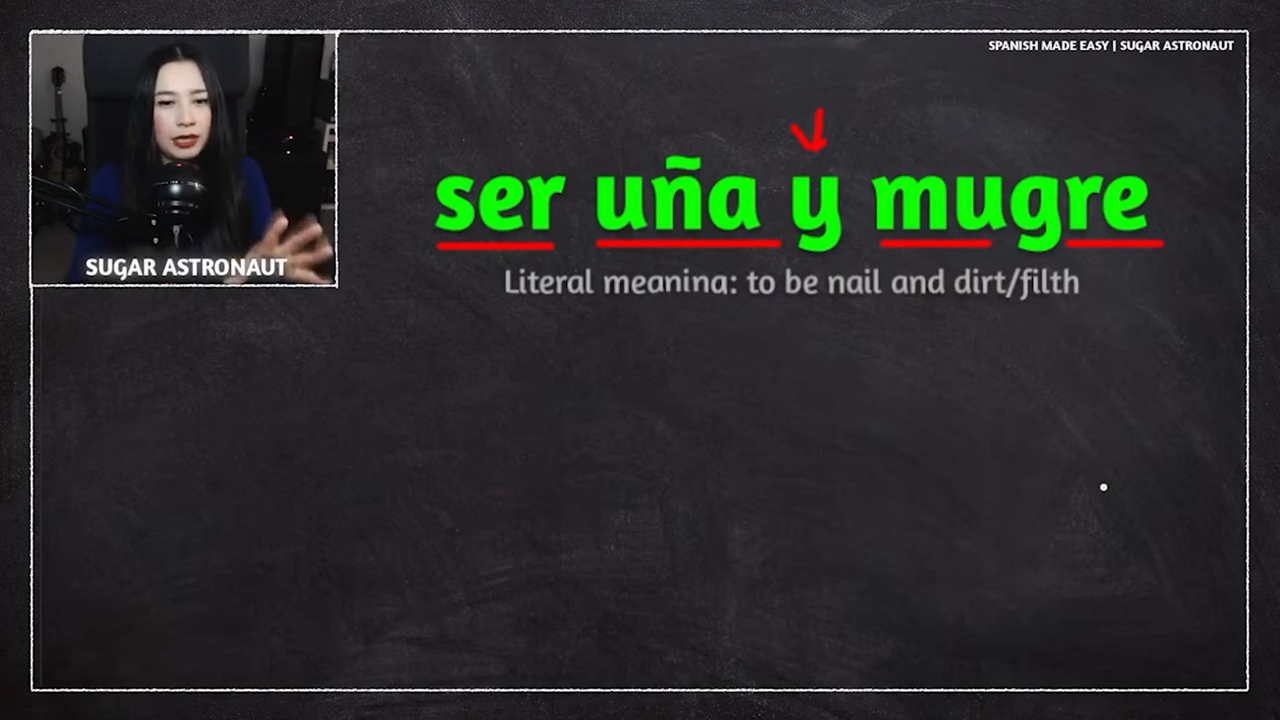 SPANISH MADE EASY | SUGAR ASTRONAUT
ser uña y mugre
Literal meaning: to be nail and dirt/filth
SUGAR ASTRONAUT